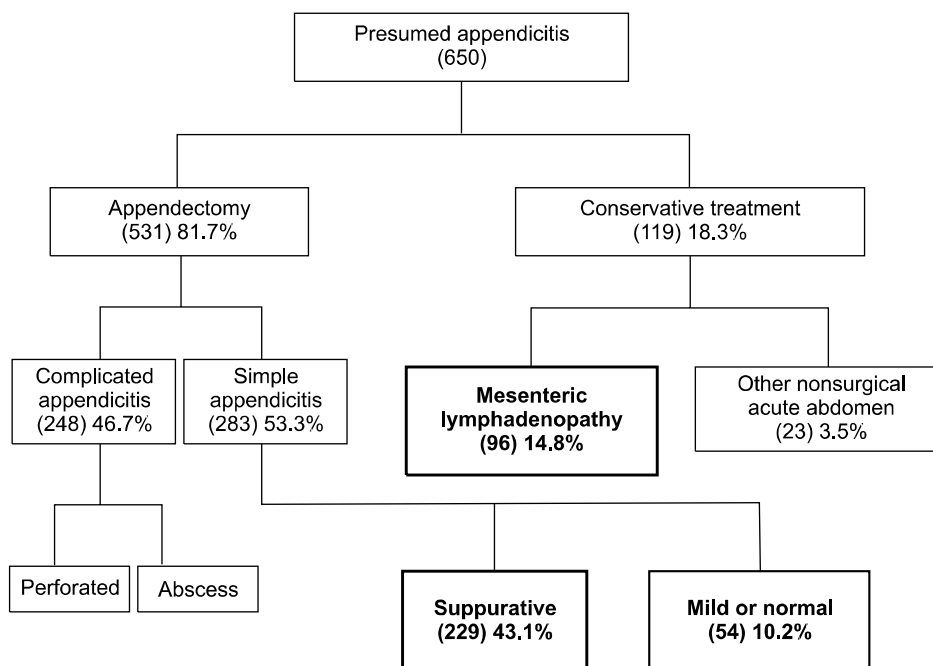 Presumed appendicitis
(650)
Appendectomy
(531) 81.7%
Conservative treatment
(119) 18.3%
Complicated
appendicitis
(248) 46.7%
Simple
appendicitis
(283) 53.3%
Mesenteric
lymphadenopathy
(96) 14.8%
Other nonsurgical
acute abdomen
(23) 3.5%
Perforated
Abscess
Suppurative
(229) 43.1%
Mild or normal
(54) 10.2%